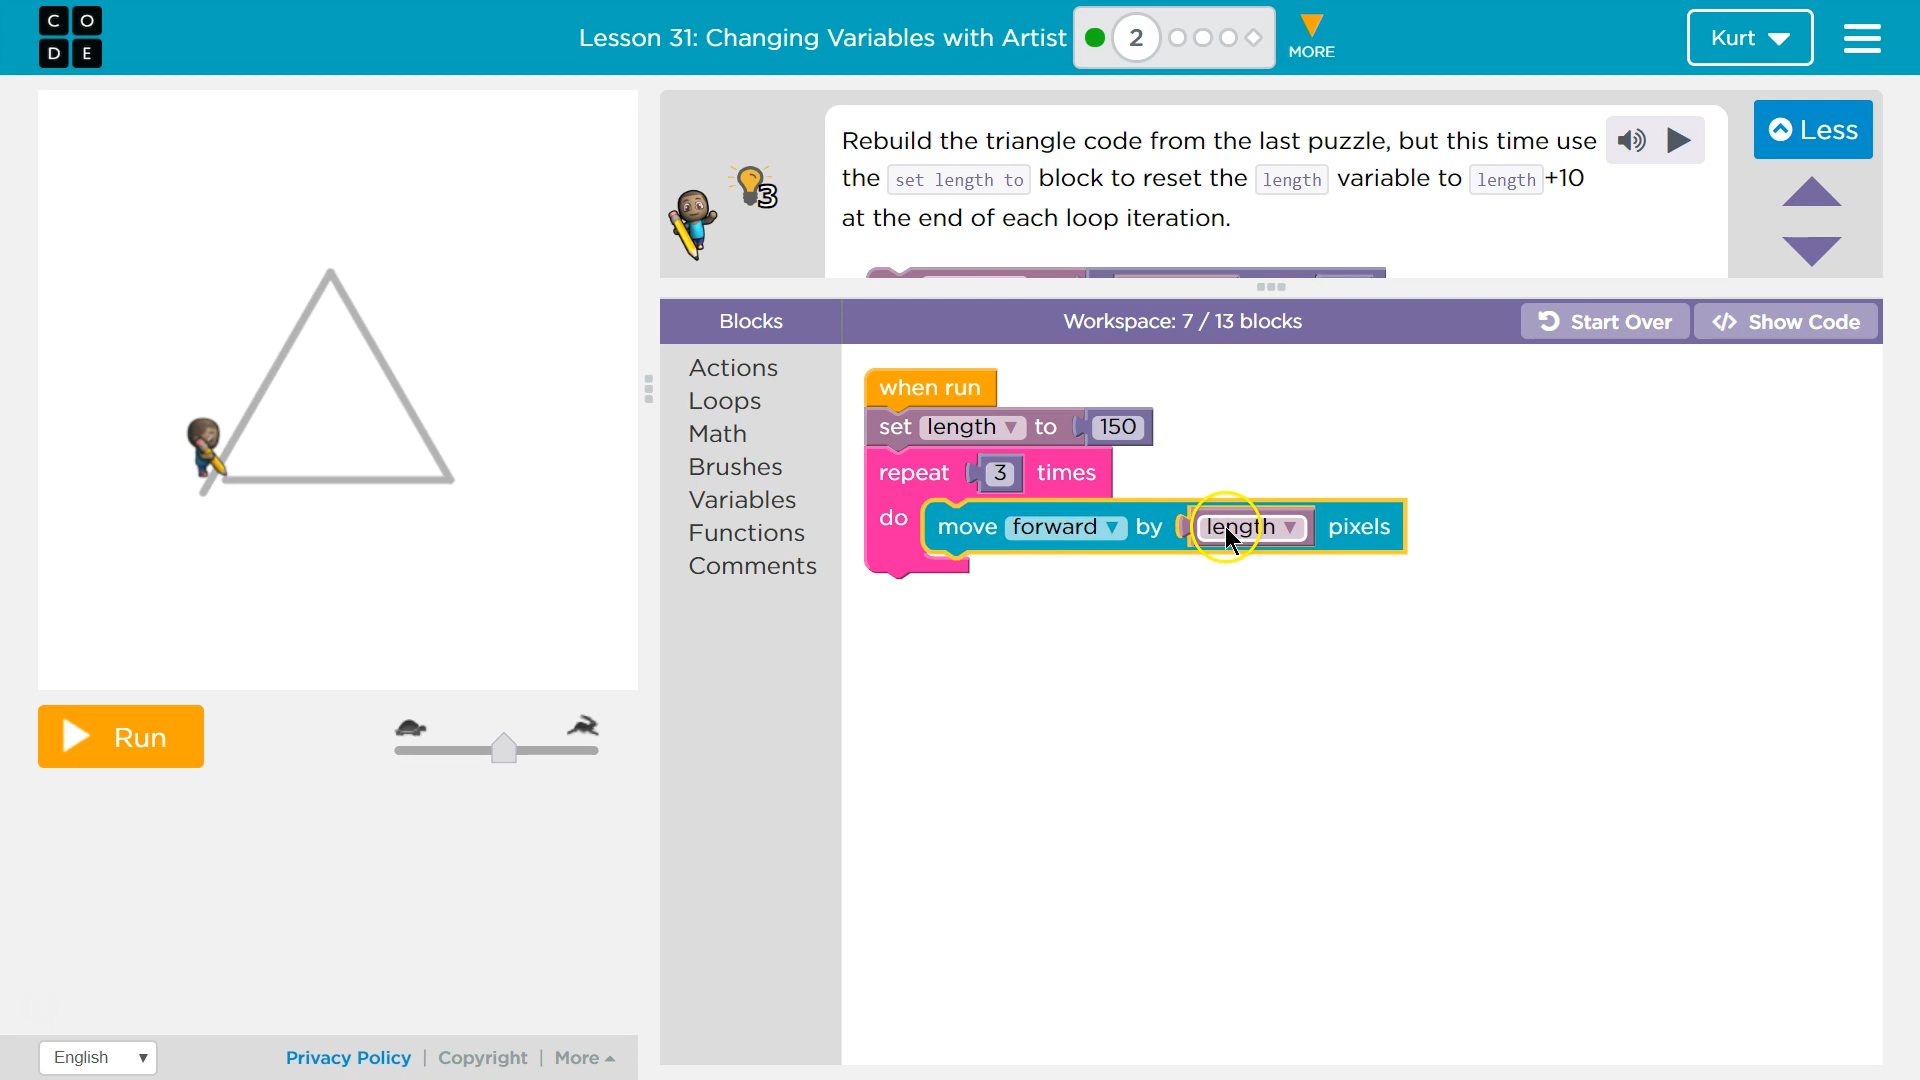 C O
D E
Lesson 31: Changing Variables with Artist
2
MORE
Kurt
3
Rebuild the triangle code from the last puzzle, but this time use
the set length to block to reset the length variable to length +10
at the end of each loop iteration.
Less
Blocks
Workspace: 7 / 13 blocks
Start Over
</> Show Code
Actions
Loops
Math
Brushes
Variables
Functions
Comments
when run
set length ▼ to 150
repeat 3 times
do move forward ▼ by length ▼ pixels
Run
English ▼
Privacy Policy | Copyright | More